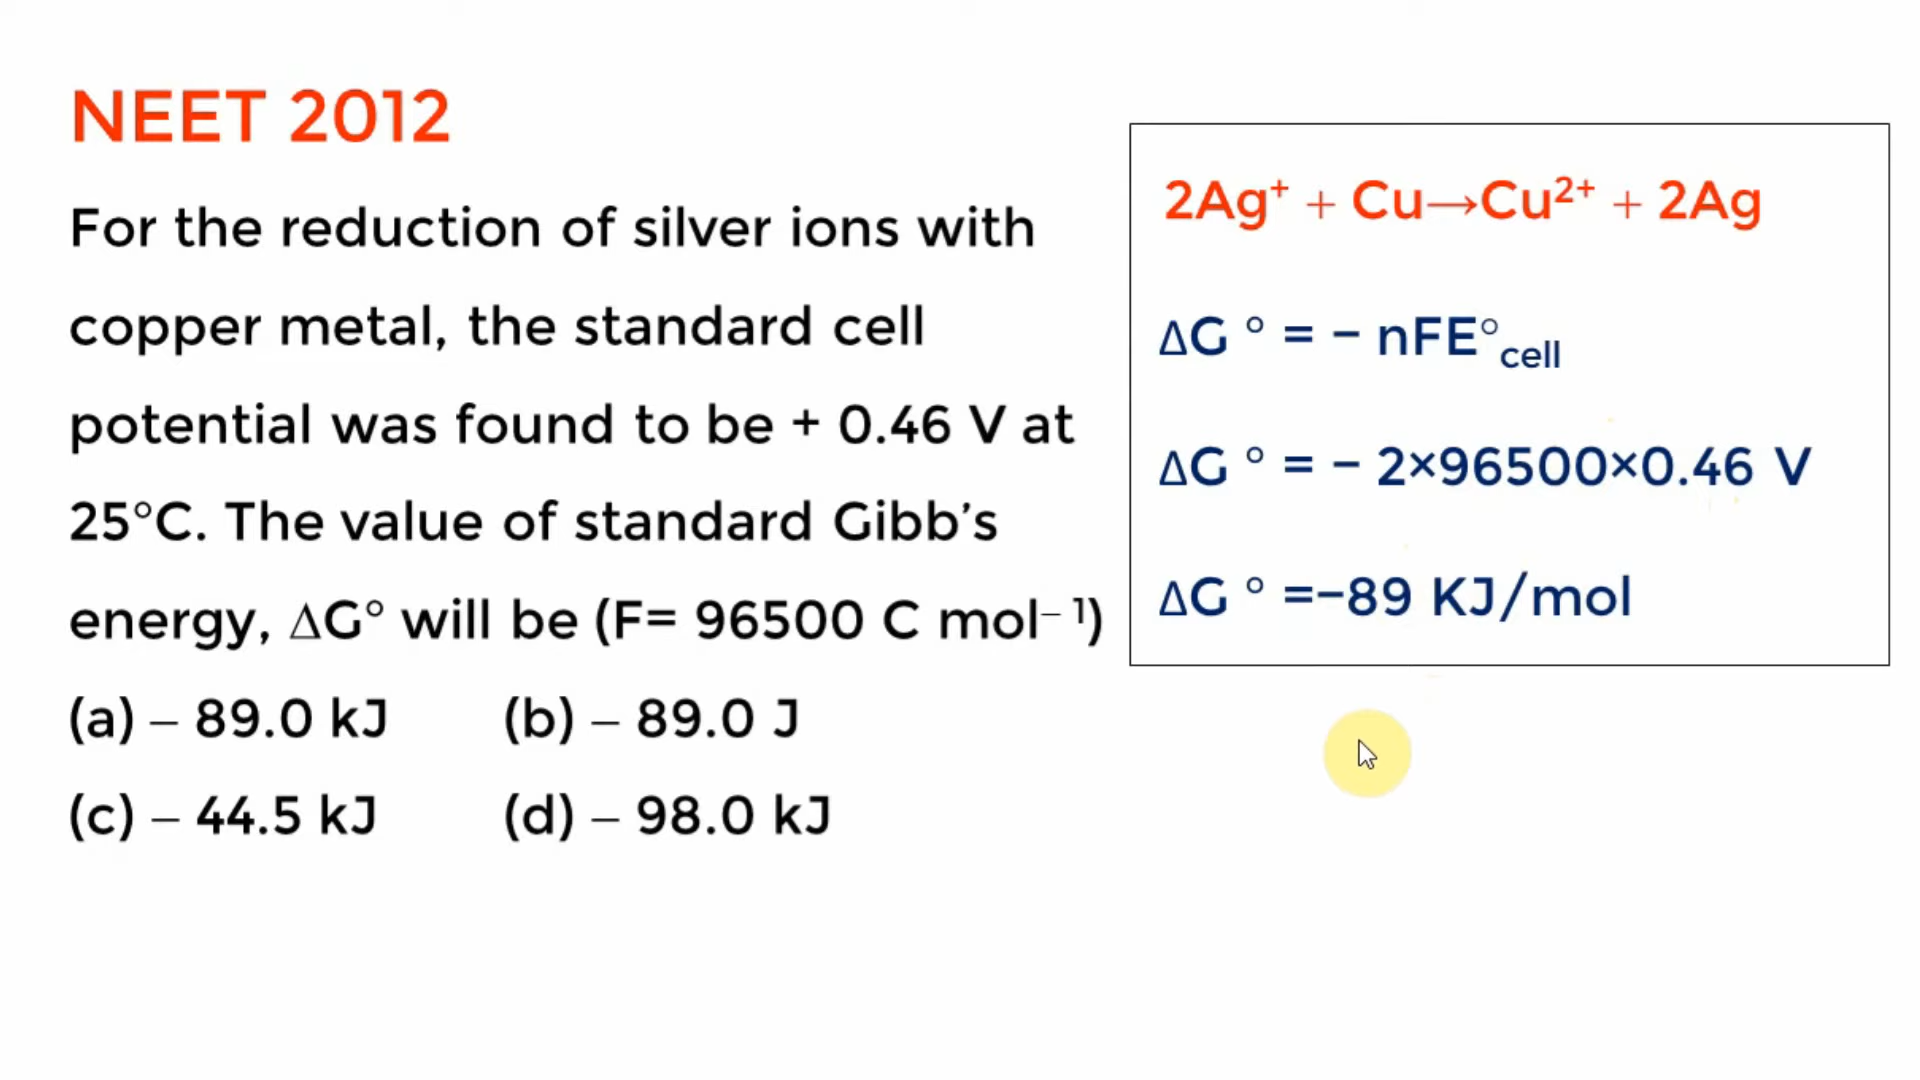 NEET 2012
For the reduction of silver ions with
copper metal, the standard cell
potential was found to be + 0.46 V at
25°C. The value of standard Gibb's
energy, ΔG° will be (F= 96500 C mol⁻ ¹)
(a) – 89.0 kJ (b) – 89.0 J
(c) – 44.5 kJ (d) – 98.0 kJ
2Ag⁺ + Cu→Cu²⁺ + 2Ag
ΔG ° = − nFE°cell
ΔG ° = − 2×96500×0.46 V
ΔG ° =−89 KJ/mol